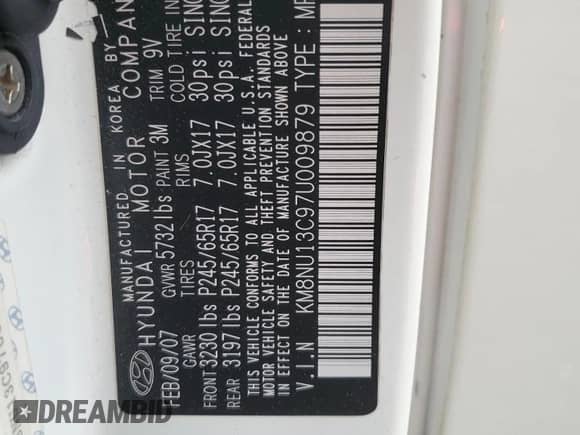 MANUFACTURED IN KOREA BY
HYUNDAI MOTOR COMPAN
FEB/09/07 GVWR 5732 lbs PAINT 3M TRIM 9V
GAWR TIRES RIMS COLD TIRE IN
FRONT 3230 lbs P245/65R17 7.0JX17 30psi SING
REAR 3197 lbs P245/65R17 7.0JX17 30psi SING
THIS VEHICLE CONFORMS TO ALL APPLICABLE U.S.A. FEDERAL
MOTOR VEHICLE SAFETY AND THEFT PREVENTION STANDARDS
IN EFFECT ON THE DATE OF MANUFACTURE SHOWN ABOVE
V.I.N KM8NU13C97U009879 MP
DREAMBID